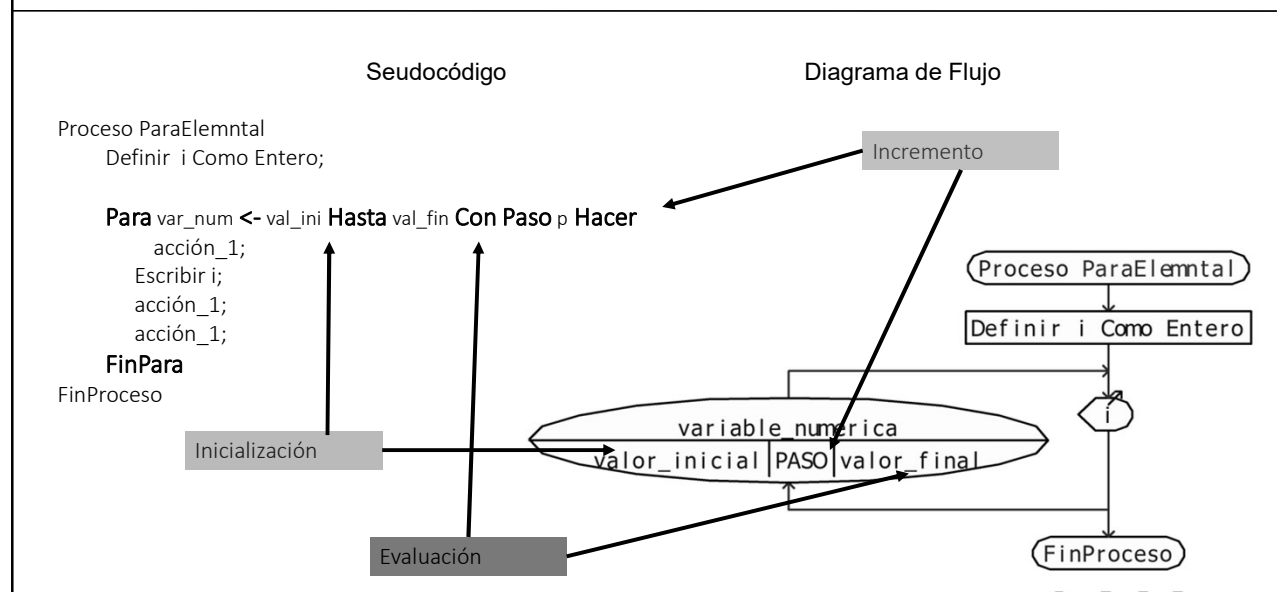 Seudocódigo
Diagrama de Flujo
Proceso ParaElemntal
Definir i Como Entero;
Para var_num <- val_ini Hasta val_fin Con Paso p Hacer
acción_1;
Escribir i;
acción_1;
acción_1;
FinPara
FinProceso
Incremento
Inicialización
Evaluación
Proceso ParaElemntal
Definir i Como Entero
i
variable_numerica
valor_inicial PASO valor_final
FinProceso